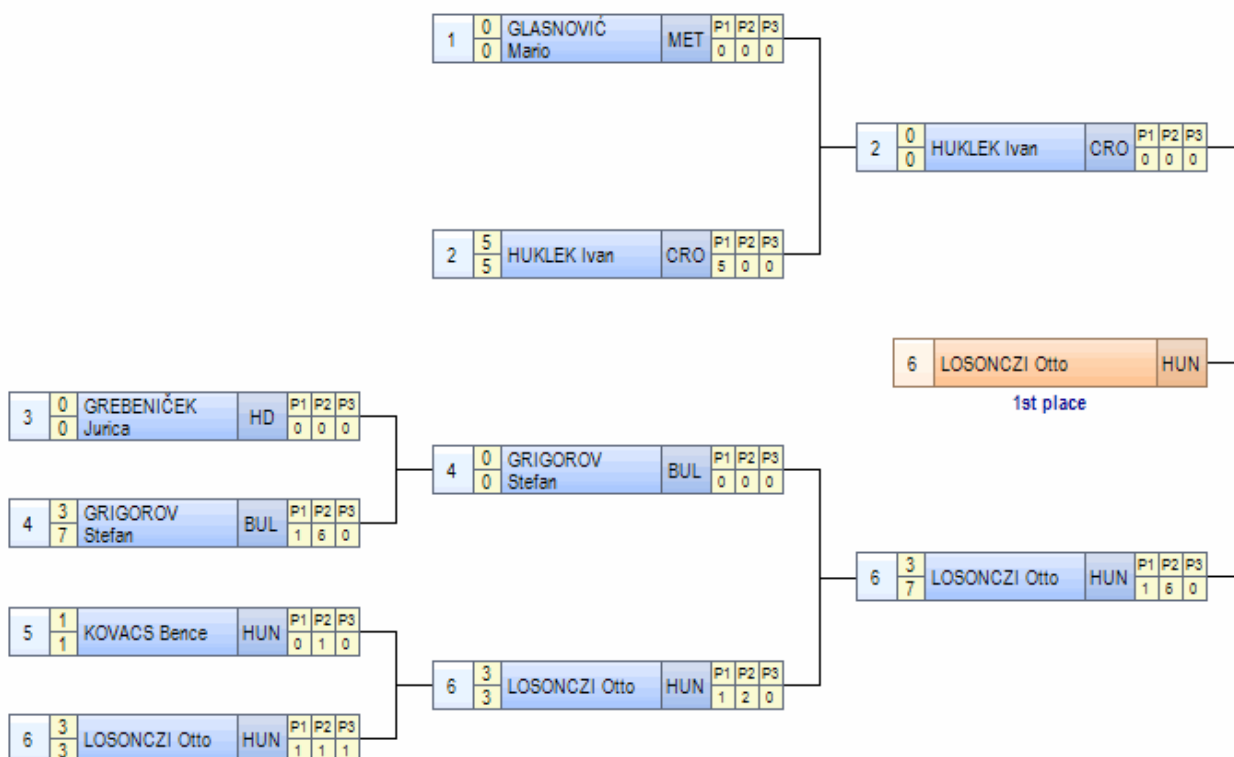 1 0 GLASNOVIĆ MET P1 P2 P3
0 Mario 0 0 0
2 0 HUKLEK Ivan CRO P1 P2 P3
0 0 0 0
2 5 HUKLEK Ivan CRO P1 P2 P3
5 5 0 0
6 LOSONCZI Otto HUN
1st place
3 0 GREBENIČEK HD P1 P2 P3
0 Jurica 0 0 0
4 0 GRIGOROV BUL P1 P2 P3
0 Stefan 0 0 0
4 3 GRIGOROV BUL P1 P2 P3
7 Stefan 1 6 0
6 3 LOSONCZI Otto HUN P1 P2 P3
7 1 6 0
5 1 KOVACS Bence HUN P1 P2 P3
1 0 1 0
6 3 LOSONCZI Otto HUN P1 P2 P3
3 1 2 0
6 3 LOSONCZI Otto HUN P1 P2 P3
3 1 1 1